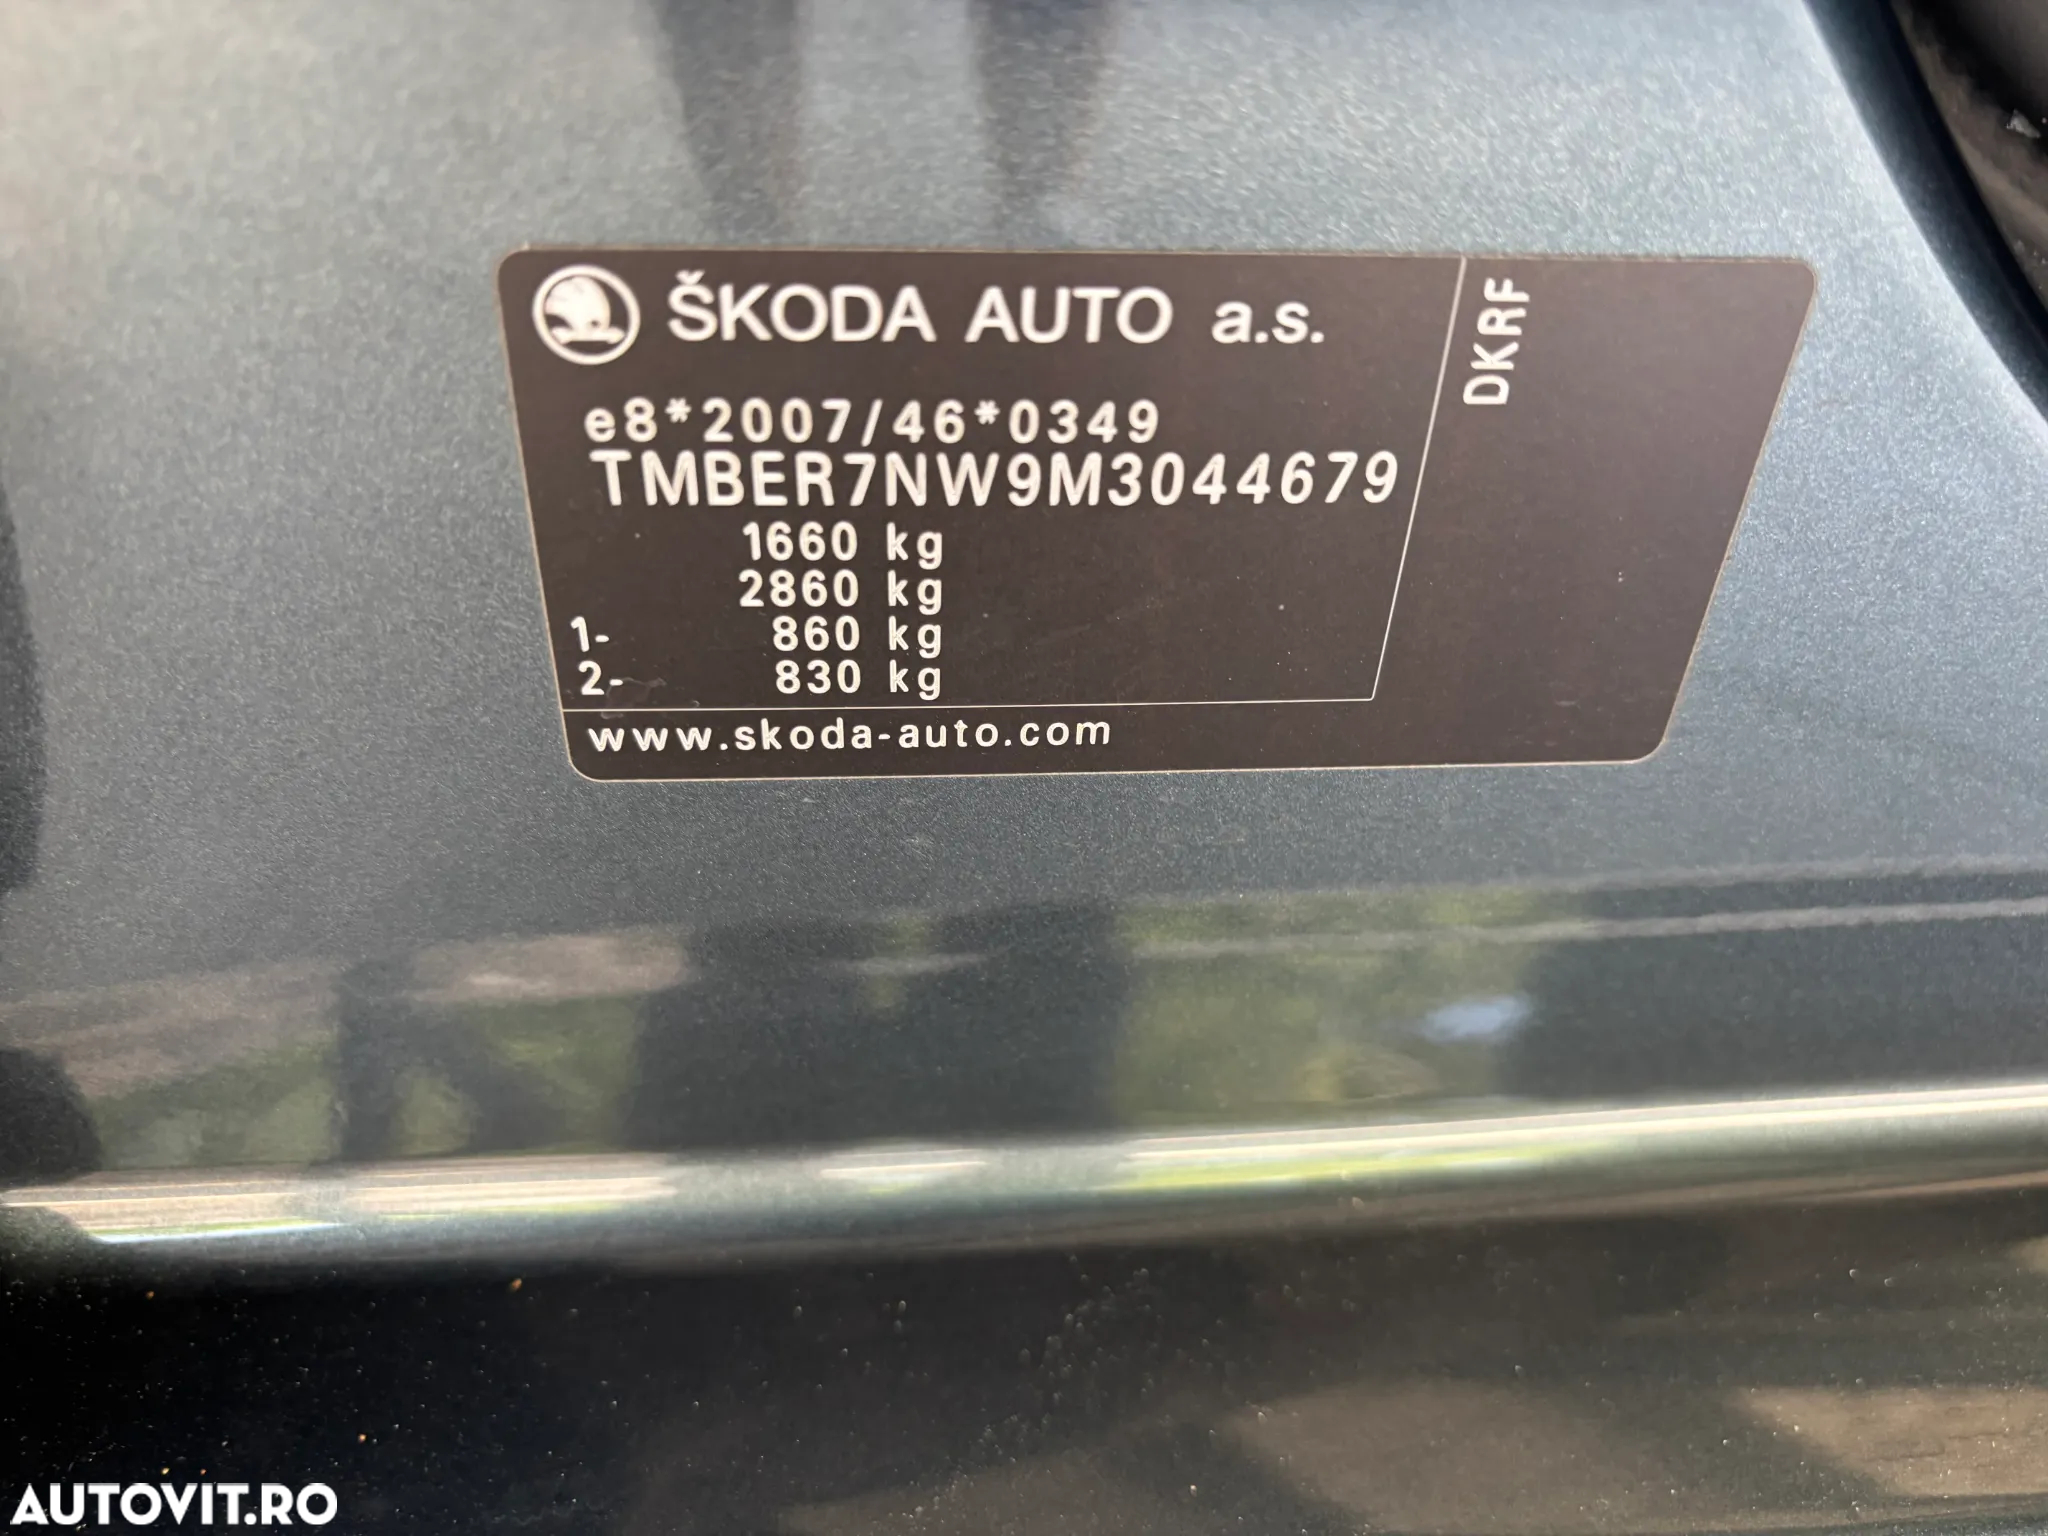 ŠKODA AUTO a.s.
DKRF
e8*2007/46*0349
TMBER7NW9M3044679
1660 kg
2860 kg
1- 860 kg
2- 830 kg
www.skoda-auto.com
AUTOVIT.RO